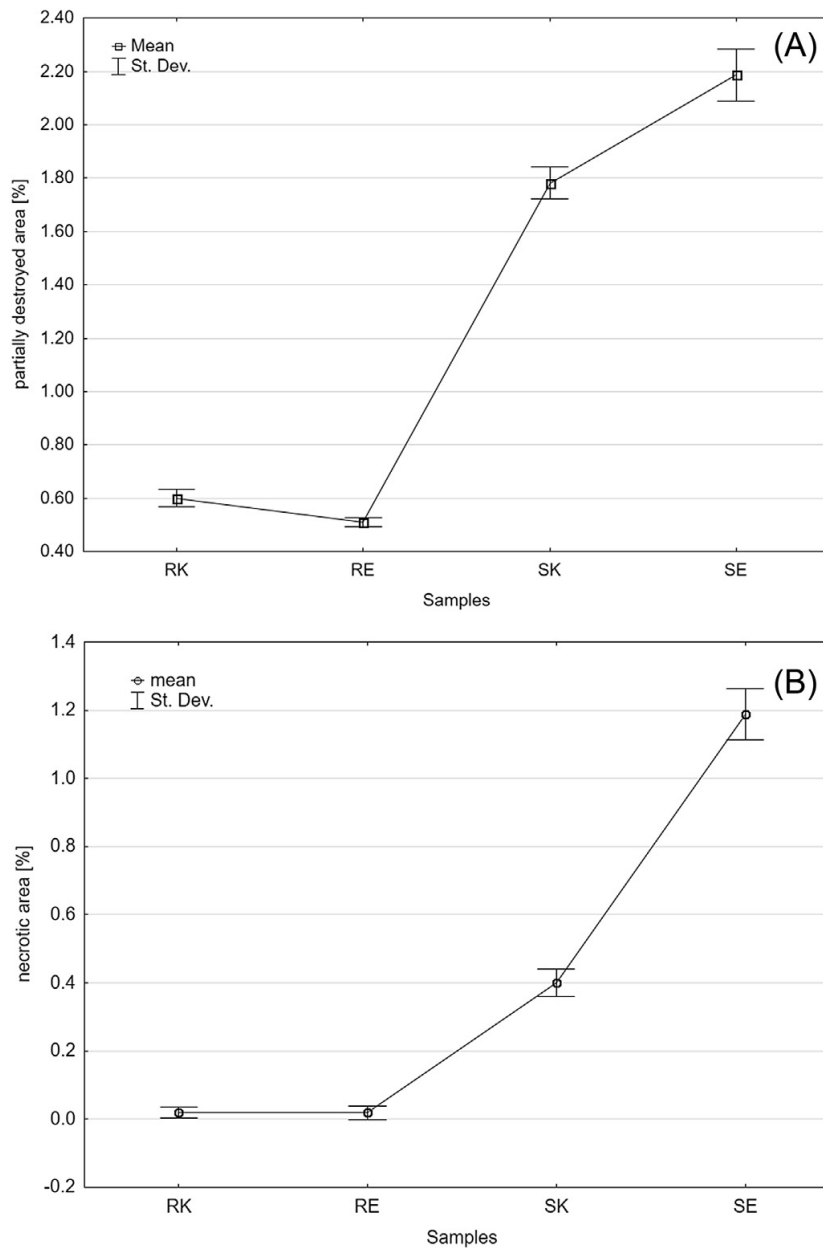 (A)
Mean
St. Dev.
partially destroyed area [%]
2.40
2.20
2.00
1.80
1.60
1.40
1.20
1.00
0.80
0.60
0.40
RK RE SK SE
Samples
(B)
mean
St. Dev.
necrotic area [%]
1.4
1.2
1.0
0.8
0.6
0.4
0.2
0.0
-0.2
RK RE SK SE
Samples